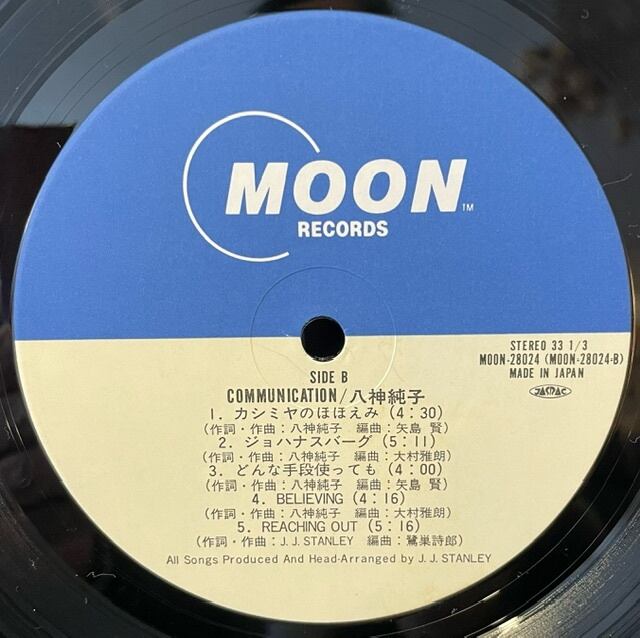 MOON™
RECORDS
STEREO 33 1/3
MOON-28024 (MOON-28024-B)
MADE IN JAPAN
JASRAC
SIDE B
COMMUNICATION/八神純子
1. カシミヤのほほえみ (4:30)
(作詞・作曲:八神純子 編曲:矢島 賢)
2. ジョハナスバーグ (5:11)
(作詞・作曲:八神純子 編曲:大村雅朗)
3. どんな手段使っても (4:00)
(作詞・作曲:八神純子 編曲:矢島 賢)
4. BELIEVING (4:16)
(作詞・作曲:八神純子 編曲:大村雅朗)
5. REACHING OUT (5:16)
(作詞・作曲:J.J. STANLEY 編曲:鷺巣詩郎)
All Songs Produced And Head-Arranged by J. J. STANLEY